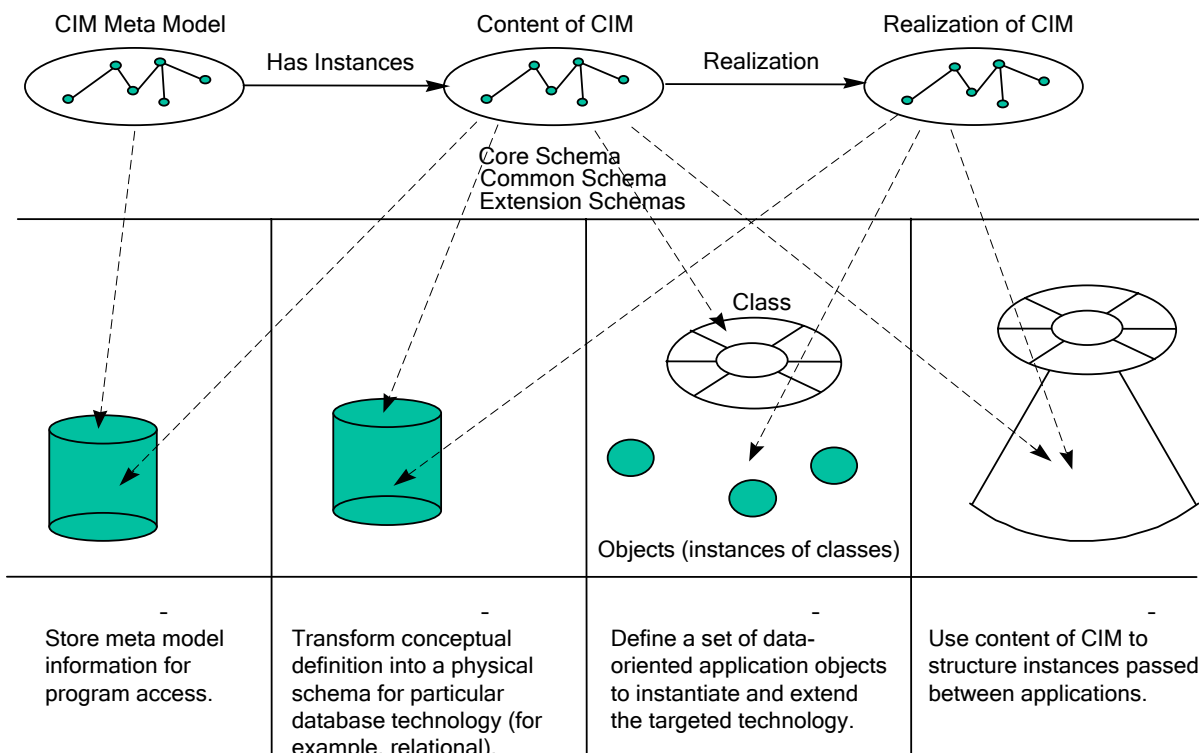 CIM Meta Model
Content of CIM
Realization of CIM
Has Instances
Realization
Core Schema
Common Schema
Extension Schemas
Class
Objects (instances of classes)
-
Store meta model
information for
program access.
-
Transform conceptual
definition into a physical
schema for particular
database technology (for
example, relational).
-
Define a set of data-
oriented application objects
to instantiate and extend
the targeted technology.
-
Use content of CIM to
structure instances passed
between applications.